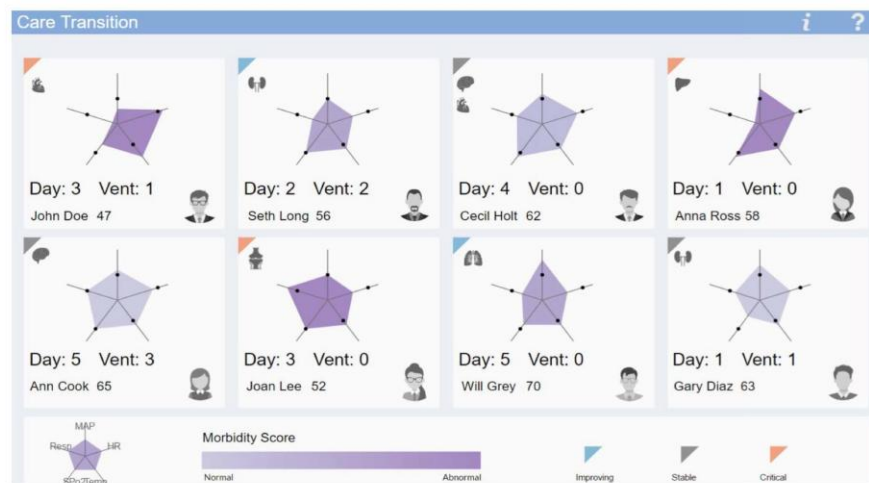 Care Transition i ?
Day: 3 Vent: 1
John Doe 47
Day: 2 Vent: 2
Seth Long 56
Day: 4 Vent: 0
Cecil Holt 62
Day: 1 Vent: 0
Anna Ross 58
Day: 5 Vent: 3
Ann Cook 65
Day: 3 Vent: 0
Joan Lee 52
Day: 5 Vent: 0
Will Grey 70
Day: 1 Vent: 1
Gary Diaz 63
MAP
Resp HR
SPo2Temp
Morbidity Score
Normal Abnormal
Improving Stable Critical